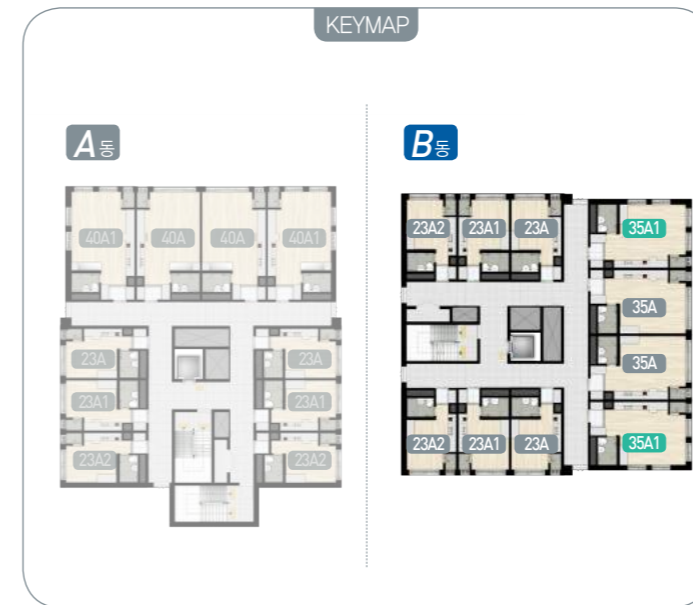 KEYMAP
A동
40A1 40A 40A 40A1
23A 23A
23A1 23A1
23A2 23A2
B동
23A2 23A1 23A 35A1
35A
35A
23A2 23A1 23A 35A1